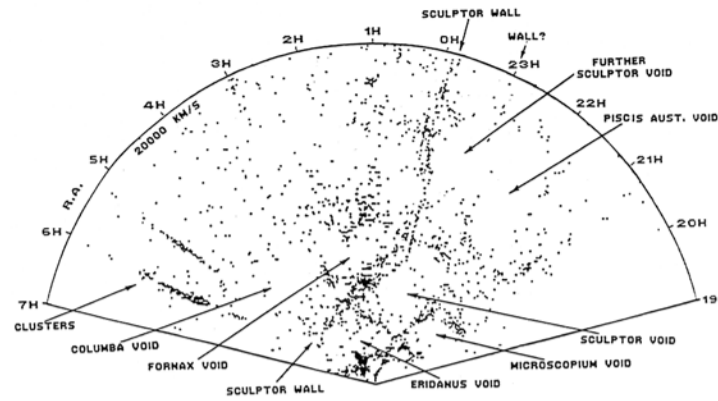 SCULPTOR WALL
WALL?
1H
0H
2H
23H
3H
FURTHER
SCULPTOR VOID
4H
22H
20000 KM/S
PISCIS AUST. VOID
5H
21H
R.A.
6H
20H
7H
19
CLUSTERS
COLUMBA VOID
FORNAX VOID
SCULPTOR WALL
ERIDANUS VOID
MICROSCOPIUM VOID
SCULPTOR VOID